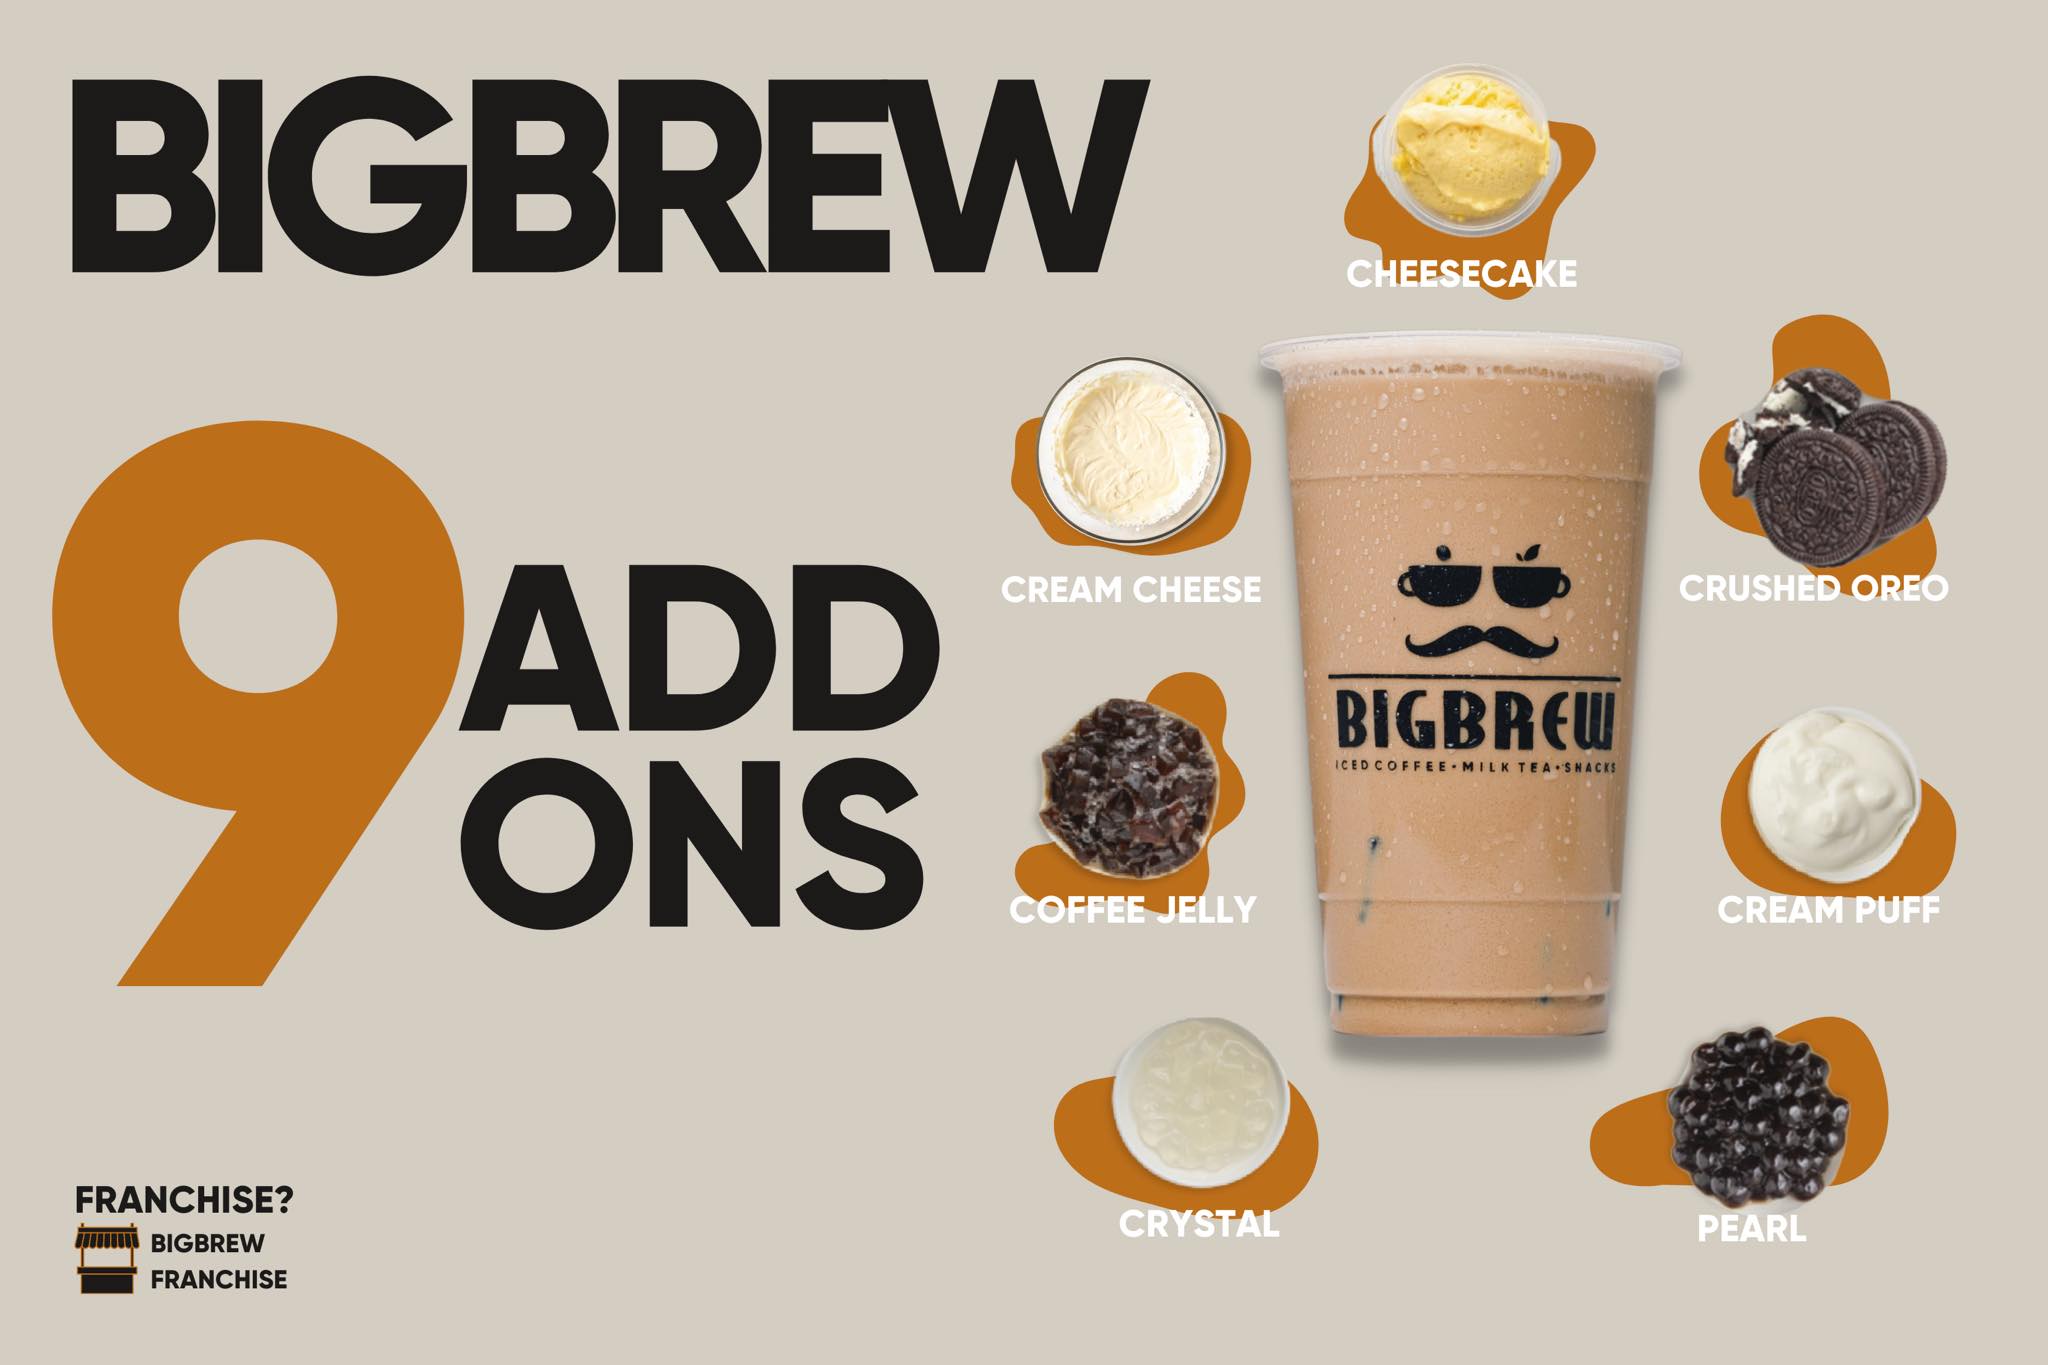 BIGBREW
9 ADD
ONS
CHEESECAKE
CREAM CHEESE
CRUSHED OREO
BIGBREW
ICED COFFEE • MILK TEA • SNACKS
COFFEE JELLY
CREAM PUFF
CRYSTAL
PEARL
FRANCHISE?
BIGBREW
FRANCHISE
OREO